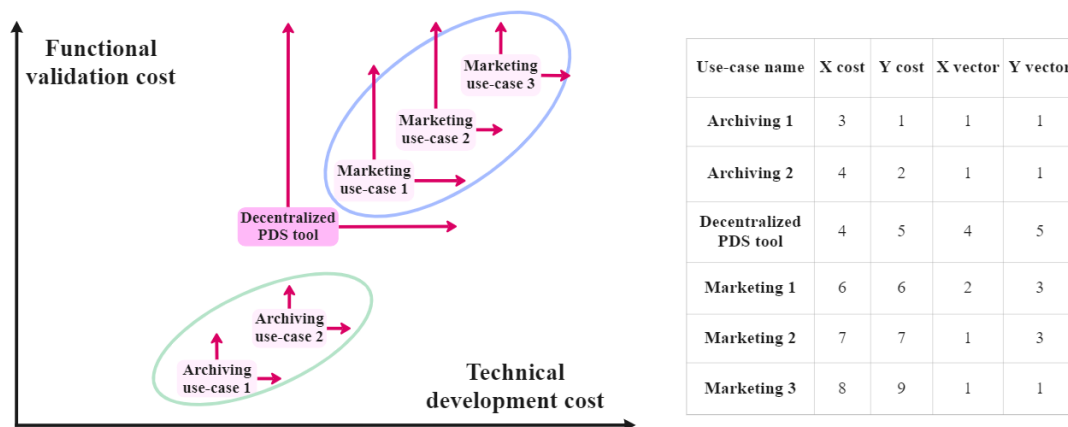 Functional
validation cost
Marketing
use-case 3
Marketing
use-case 2
Marketing
use-case 1
Decentralized
PDS tool
Archiving
use-case 2
Archiving
use-case 1
Technical
development cost
Use-case name X cost Y cost X vector Y vector
Archiving 1 3 1 1 1
Archiving 2 4 2 1 1
Decentralized
PDS tool 4 5 4 5
Marketing 1 6 6 2 3
Marketing 2 7 7 1 3
Marketing 3 8 9 1 1